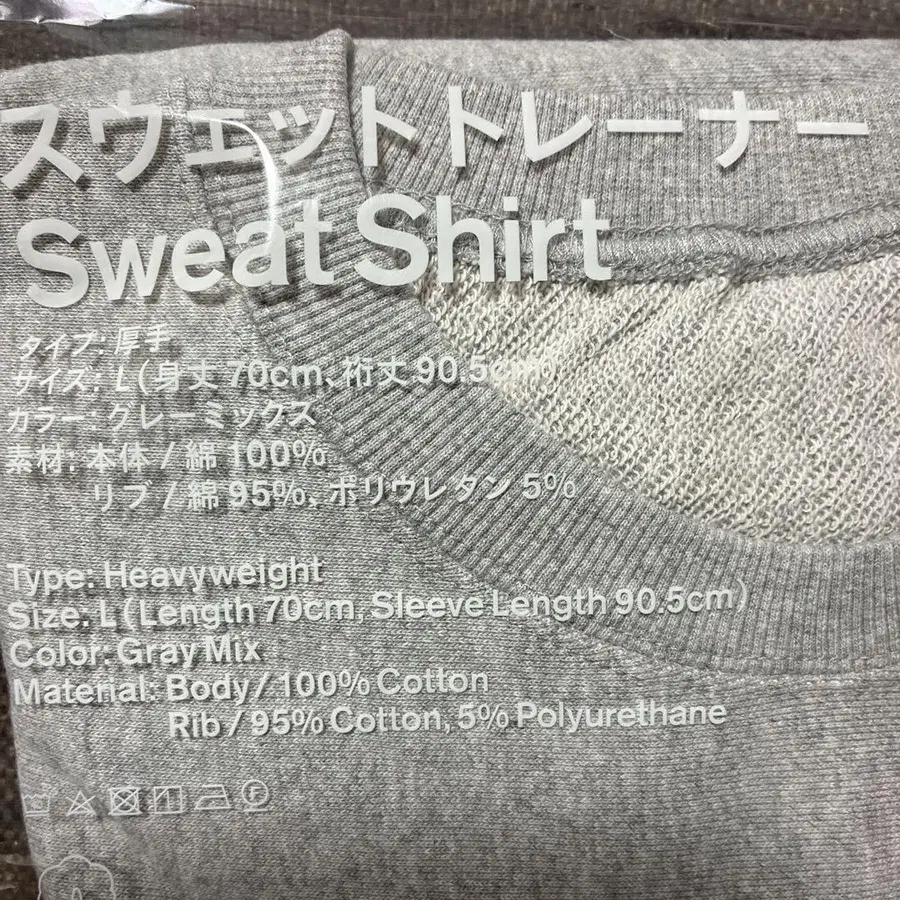 スウェットトレーナー
Sweat Shirt
タイプ: 厚手
サイズ: L(身丈 70cm、裄丈 90.5cm)
カラー: グレーミックス
素材: 本体 / 綿 100%
リブ / 綿 95%、ポリウレタン 5%
Type: Heavyweight
Size: L (Length 70cm, Sleeve Length 90.5cm)
Color: Gray Mix
Material: Body / 100% Cotton
Rib / 95% Cotton, 5% Polyurethane